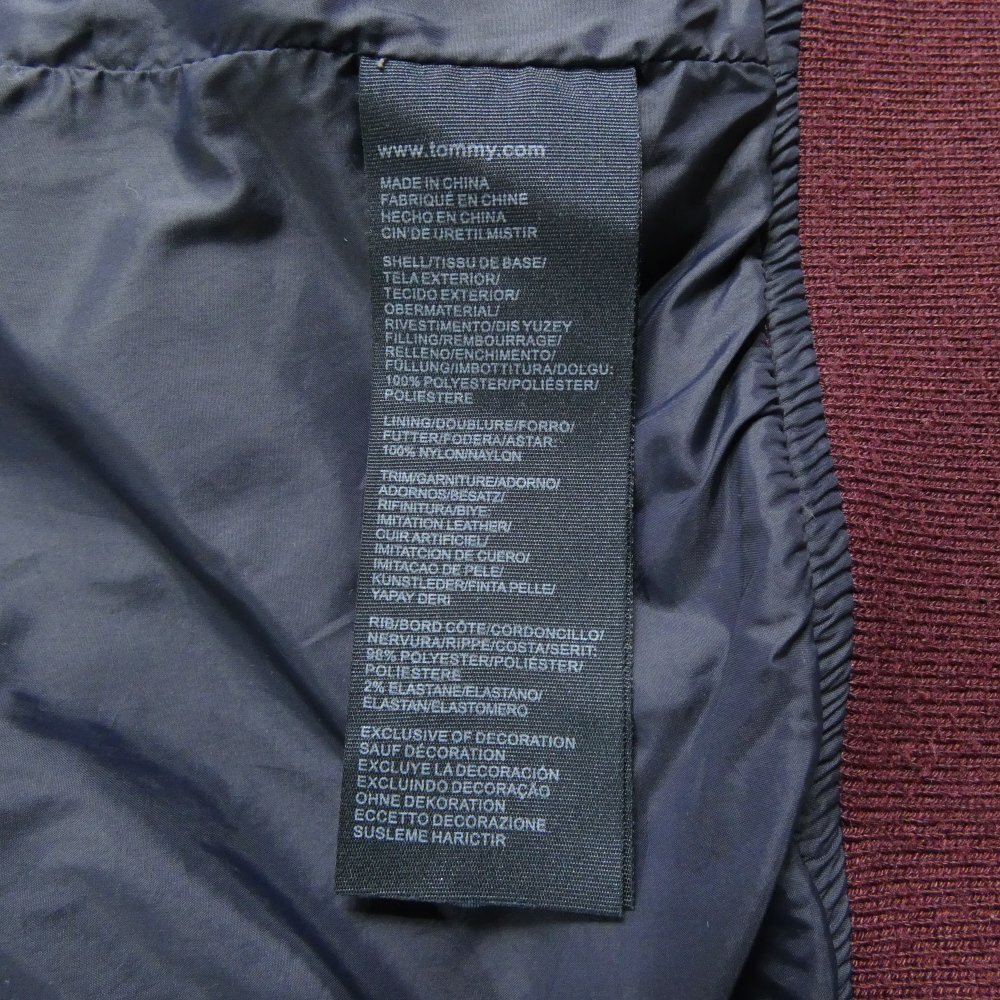 www.tommy.com
MADE IN CHINA
FABRIQUÉ EN CHINE
HECHO EN CHINA
CIN'DE URETILMISTIR
SHELL/TISSU DE BASE/
TELA EXTERIOR/
TECIDO EXTERIOR/
OBERMATERIAL/
RIVESTIMENTO/DIS YUZEY
FILLING/REMBOURRAGE/
RELLENO/ENCHIMENTO/
FÜLLUNG/IMBOTTITURA/DOLGU:
100% POLYESTER/POLIÉSTER/
POLIESTERE
LINING/DOUBLURE/FORRO/
FUTTER/FODERA/ASTAR:
100% NYLON/NAYLON
TRIM/GARNITURE/ADORNO/
ADORNOS/BESATZ/
RIFINITURA/BIYE:
IMITATION LEATHER/
CUIR ARTIFICIEL/
IMITATCION DE CUERO/
IMITACAO DE PELE/
KUNSTLEDER/FINTA PELLE/
YAPAY DERI
RIB/BORD CÔTE/CORDONCILLO/
NERVURA/RIPPE/COSTA/SERIT:
98% POLYESTER/POLIÉSTER/
POLIESTERE
2% ELASTANE/ELASTANO/
ELASTAN/ELASTOMERO
EXCLUSIVE OF DECORATION
SAUF DÉCORATION
EXCLUYE LA DECORACIÓN
EXCLUINDO DECORAÇÃO
OHNE DEKORATION
ECCETTO DECORAZIONE
SUSLEME HARICTIR